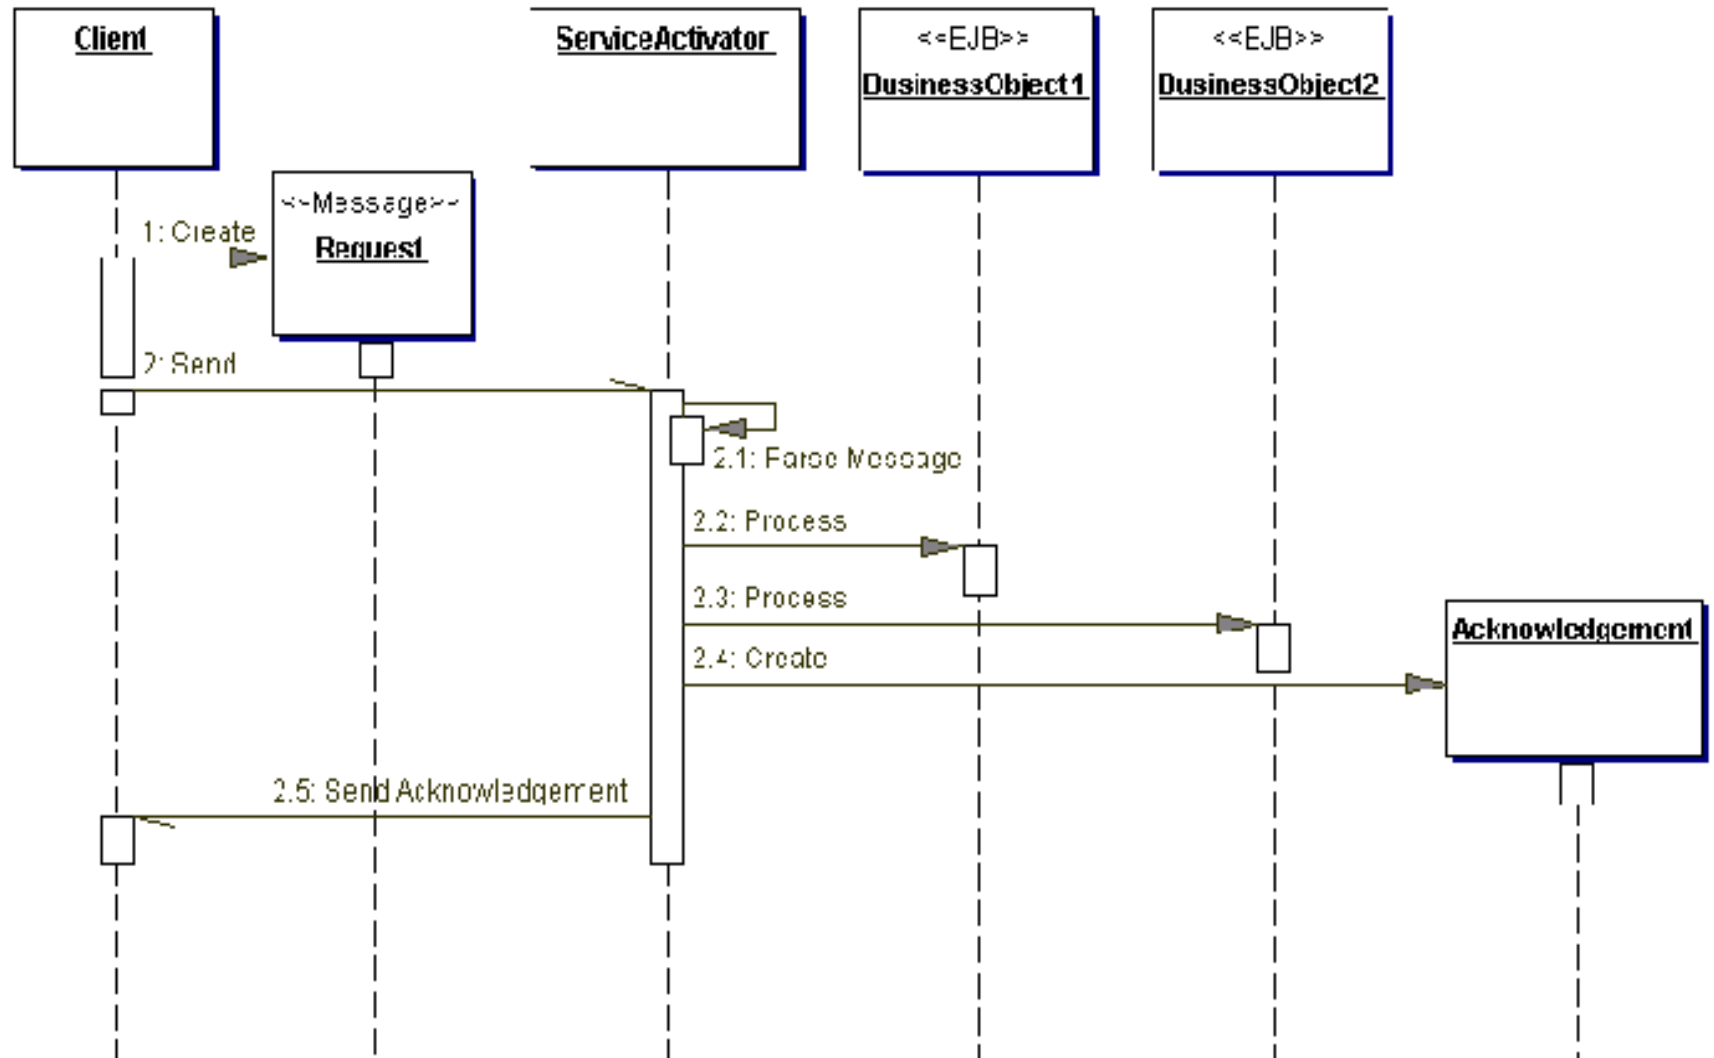 Client
ServiceActivator
<<EJB>>
BusinessObject1
<<EJB>>
BusinessObject2
<<Message>>
Request
1: Create
2: Send
2.1: Parse Message
2.2: Process
2.3: Process
2.4: Create
Acknowledgement
2.5: Send Acknowledgement